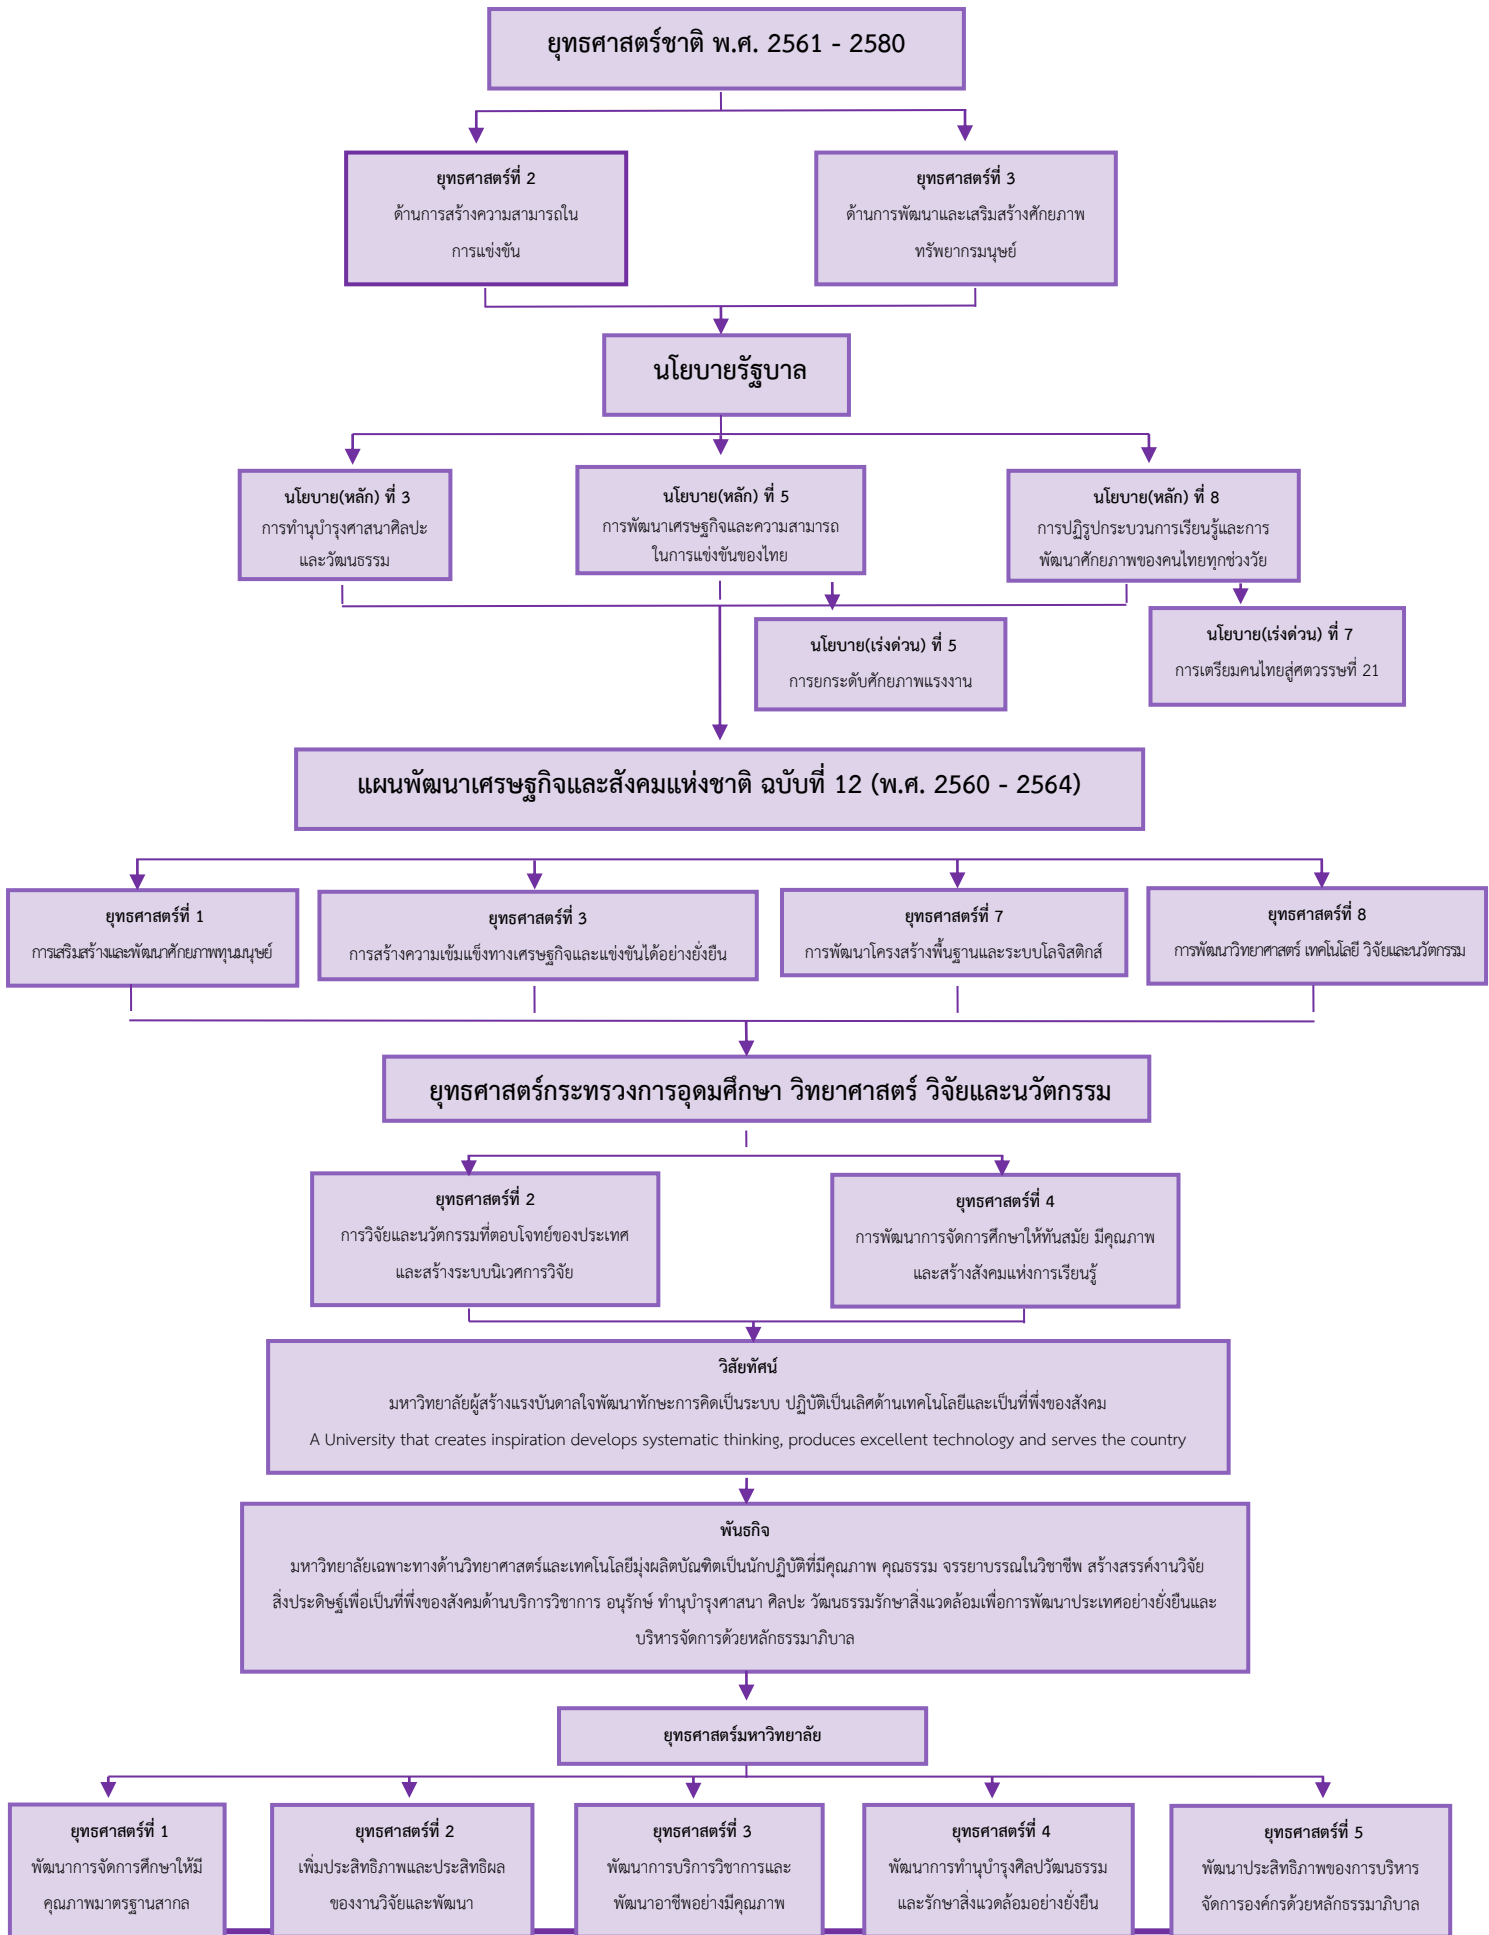 ยุทธศาสตร์ชาติ พ.ศ. 2561 - 2580
ยุทธศาสตร์ที่ 2
ด้านการสร้างความสามารถใน
การแข่งขัน
ยุทธศาสตร์ที่ 3
ด้านการพัฒนาและเสริมสร้างศักยภาพ
ทรัพยากรมนุษย์
นโยบายรัฐบาล
นโยบาย(หลัก) ที่ 3
การทำนุบำรุงศาสนาศิลปะ
และวัฒนธรรม
นโยบาย(หลัก) ที่ 5
การพัฒนาเศรษฐกิจและความสามารถ
ในการแข่งขันของไทย
นโยบาย(หลัก) ที่ 8
การปฏิรูปกระบวนการเรียนรู้และการ
พัฒนาศักยภาพของคนไทยทุกช่วงวัย
นโยบาย(เร่งด่วน) ที่ 5
การยกระดับศักยภาพแรงงาน
นโยบาย(เร่งด่วน) ที่ 7
การเตรียมคนไทยสู่ศตวรรษที่ 21
แผนพัฒนาเศรษฐกิจและสังคมแห่งชาติ ฉบับที่ 12 (พ.ศ. 2560 - 2564)
ยุทธศาสตร์ที่ 1
การเสริมสร้างและพัฒนาศักยภาพทุนมนุษย์
ยุทธศาสตร์ที่ 3
การสร้างความเข้มแข็งทางเศรษฐกิจและแข่งขันได้อย่างยั่งยืน
ยุทธศาสตร์ที่ 7
การพัฒนาโครงสร้างพื้นฐานและระบบโลจิสติกส์
ยุทธศาสตร์ที่ 8
การพัฒนาวิทยาศาสตร์ เทคโนโลยี วิจัยและนวัตกรรม
ยุทธศาสตร์กระทรวงการอุดมศึกษา วิทยาศาสตร์ วิจัยและนวัตกรรม
ยุทธศาสตร์ที่ 2
การวิจัยและนวัตกรรมที่ตอบโจทย์ของประเทศ
และสร้างระบบนิเวศการวิจัย
ยุทธศาสตร์ที่ 4
การพัฒนาการจัดการศึกษาให้ทันสมัย มีคุณภาพ
และสร้างสังคมแห่งการเรียนรู้
วิสัยทัศน์
มหาวิทยาลัยผู้สร้างแรงบันดาลใจพัฒนาทักษะการคิดเป็นระบบ ปฏิบัติเป็นเลิศด้านเทคโนโลยีและเป็นที่พึ่งของสังคม
A University that creates inspiration develops systematic thinking, produces excellent technology and serves the country
พันธกิจ
มหาวิทยาลัยเฉพาะทางด้านวิทยาศาสตร์และเทคโนโลยีมุ่งผลิตบัณฑิตเป็นนักปฏิบัติที่มีคุณภาพ คุณธรรม จรรยาบรรณในวิชาชีพ สร้างสรรค์งานวิจัย
สิ่งประดิษฐ์เพื่อเป็นที่พึ่งของสังคมด้านบริการวิชาการ อนุรักษ์ ทำนุบำรุงศาสนา ศิลปะ วัฒนธรรมรักษาสิ่งแวดล้อมเพื่อการพัฒนาประเทศอย่างยั่งยืนและ
บริหารจัดการด้วยหลักธรรมาภิบาล
ยุทธศาสตร์มหาวิทยาลัย
ยุทธศาสตร์ที่ 1
พัฒนาการจัดการศึกษาให้มี
คุณภาพมาตรฐานสากล
ยุทธศาสตร์ที่ 2
เพิ่มประสิทธิภาพและประสิทธิผล
ของงานวิจัยและพัฒนา
ยุทธศาสตร์ที่ 3
พัฒนาการบริการวิชาการและ
พัฒนาอาชีพอย่างมีคุณภาพ
ยุทธศาสตร์ที่ 4
พัฒนาการทำนุบำรุงศิลปวัฒนธรรม
และรักษาสิ่งแวดล้อมอย่างยั่งยืน
ยุทธศาสตร์ที่ 5
พัฒนาประสิทธิภาพของการบริหาร
จัดการองค์กรด้วยหลักธรรมาภิบาล